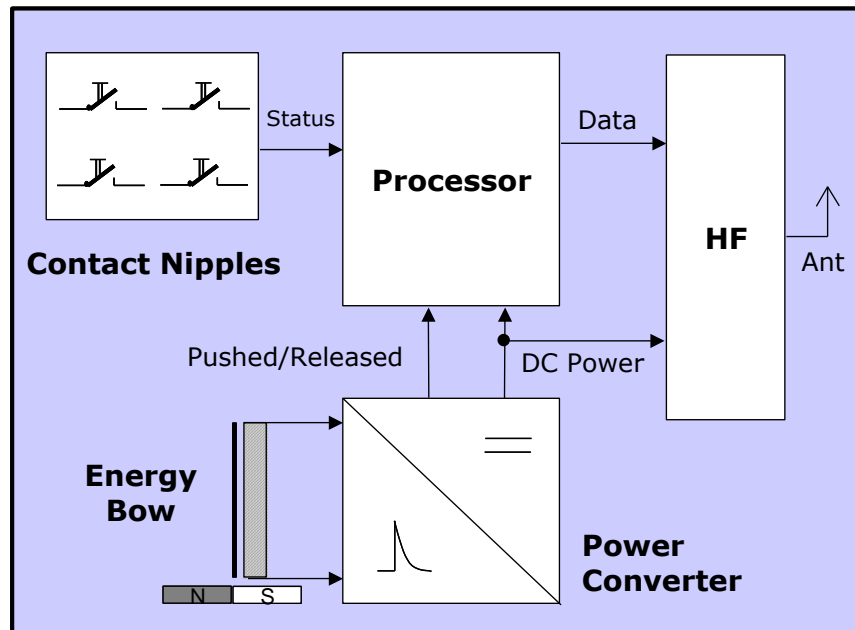 Status
Data
Processor
HF
Contact Nipples
Ant
Pushed/Released
DC Power
Energy
Bow
Power
Converter
N S